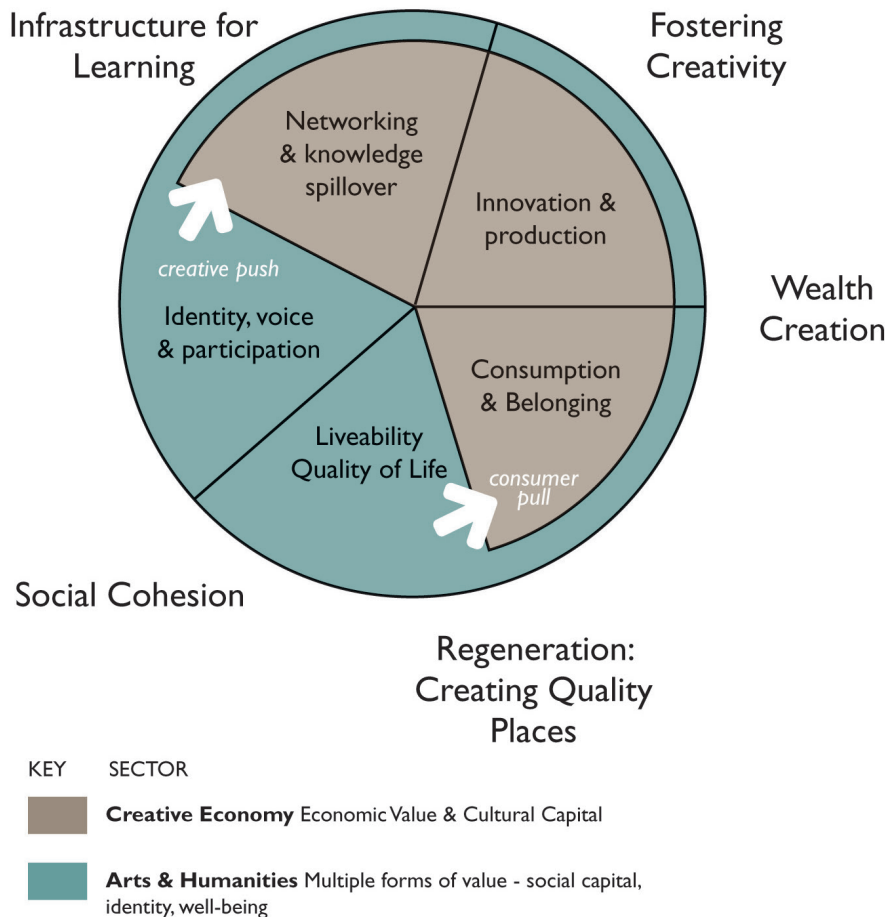 Infrastructure for
Learning
Fostering
Creativity
Networking
& knowledge
spillover
Innovation &
production
creative push
Identity, voice
& participation
Wealth
Creation
Consumption
& Belonging
Liveability
Quality of Life
consumer
pull
Social Cohesion
Regeneration:
Creating Quality
Places
KEY SECTOR
Creative Economy Economic Value & Cultural Capital
Arts & Humanities Multiple forms of value - social capital,
identity, well-being